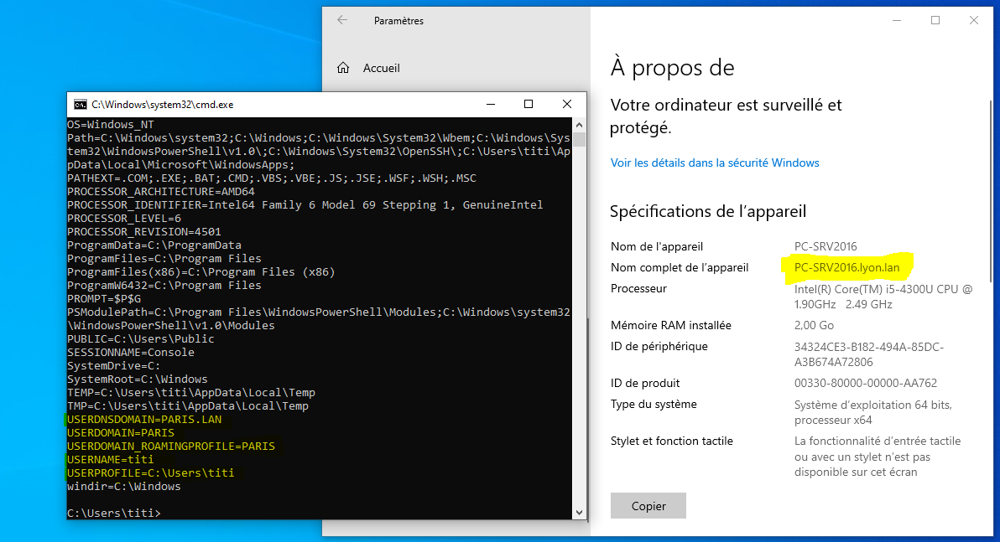 Paramètres
Accueil
C:\Windows\system32\cmd.exe
OS=Windows_NT
Path=C:\Windows\system32;C:\Windows;C:\Windows\System32\Wbem;C:\Windows\Sys
tem32\WindowsPowerShell\v1.0\;C:\Windows\System32\OpenSSH\;C:\Users\titi\Ap
pData\Local\Microsoft\WindowsApps;
PATHEXT=.COM;.EXE;.BAT;.CMD;.VBS;.VBE;.JS;.JSE;.WSF;.WSH;.MSC
PROCESSOR_ARCHITECTURE=AMD64
PROCESSOR_IDENTIFIER=Intel64 Family 6 Model 69 Stepping 1, GenuineIntel
PROCESSOR_LEVEL=6
PROCESSOR_REVISION=4501
ProgramData=C:\ProgramData
ProgramFiles=C:\Program Files
ProgramFiles(x86)=C:\Program Files (x86)
ProgramW6432=C:\Program Files
PROMPT=$P$G
PSModulePath=C:\Program Files\WindowsPowerShell\Modules;C:\Windows\system32
\WindowsPowerShell\v1.0\Modules
PUBLIC=C:\Users\Public
SESSIONNAME=Console
SystemDrive=C:
SystemRoot=C:\Windows
TEMP=C:\Users\titi\AppData\Local\Temp
TMP=C:\Users\titi\AppData\Local\Temp
USERDNSDOMAIN=PARIS.LAN
USERDOMAIN=PARIS
USERDOMAIN_ROAMINGPROFILE=PARIS
USERNAME=titi
USERPROFILE=C:\Users\titi
windir=C:\Windows
C:\Users\titi>
À propos de
Votre ordinateur est surveillé et
protégé.
Voir les détails dans la sécurité Windows
Spécifications de l’appareil
Nom de l'appareil PC-SRV2016
Nom complet de l’appareil PC-SRV2016.lyon.lan
Processeur Intel(R) Core(TM) i5-4300U CPU @
1.90GHz 2.49 GHz
Mémoire RAM installée 2,00 Go
ID de périphérique 34324CE3-B182-494A-85DC-
A3B674A72806
ID de produit 00330-80000-00000-AA762
Type du système Système d’exploitation 64 bits,
processeur x64
Stylet et fonction tactile La fonctionnalité d’entrée tactile
ou avec un stylet n’est pas
disponible sur cet écran
Copier